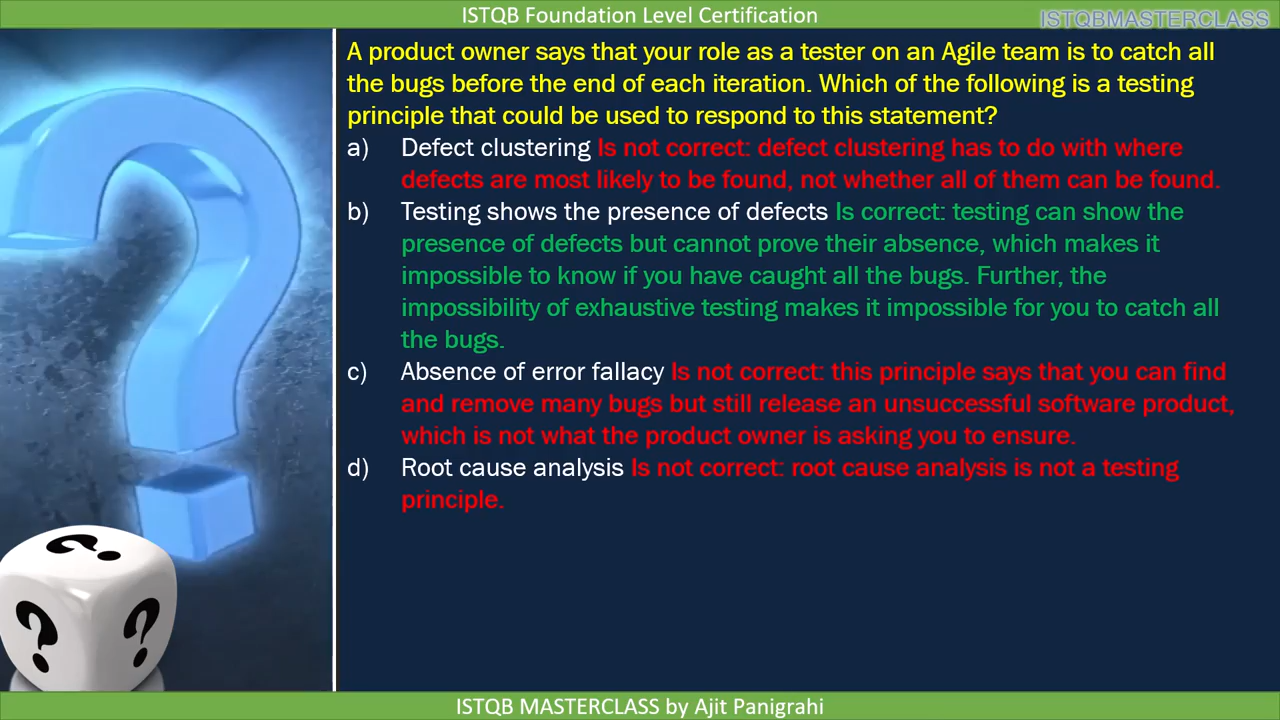 ISTQB Foundation Level Certification
ISTQBMASTERCLASS
A product owner says that your role as a tester on an Agile team is to catch all
the bugs before the end of each iteration. Which of the following is a testing
principle that could be used to respond to this statement?
a) Defect clustering Is not correct: defect clustering has to do with where
defects are most likely to be found, not whether all of them can be found.
b) Testing shows the presence of defects Is correct: testing can show the
presence of defects but cannot prove their absence, which makes it
impossible to know if you have caught all the bugs. Further, the
impossibility of exhaustive testing makes it impossible for you to catch all
the bugs.
c) Absence of error fallacy Is not correct: this principle says that you can find
and remove many bugs but still release an unsuccessful software product,
which is not what the product owner is asking you to ensure.
d) Root cause analysis Is not correct: root cause analysis is not a testing
principle.
ISTQB MASTERCLASS by Ajit Panigrahi